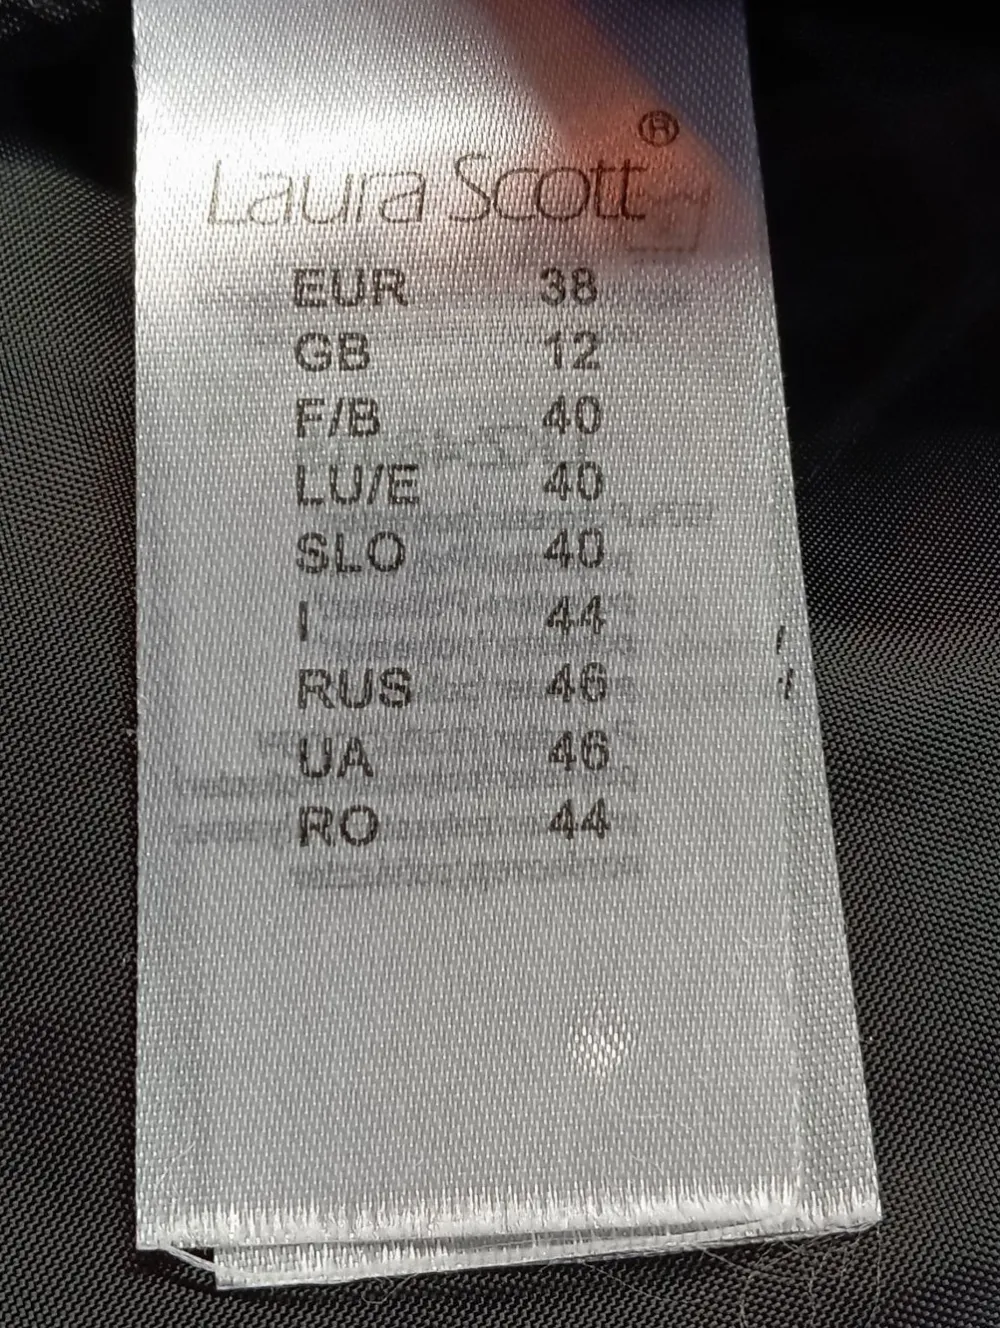 Laura Scott®
EUR 38
GB 12
F/B 40
LU/E 40
SLO 40
I 44
RUS 46
UA 46
RO 44